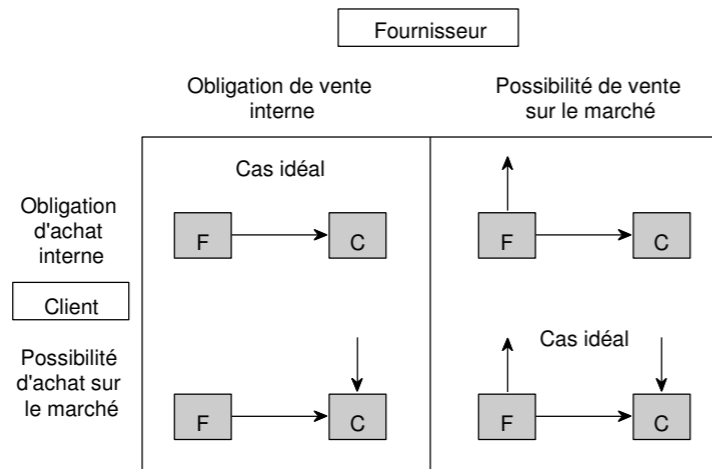 Fournisseur
Obligation de vente
interne
Possibilité de vente
sur le marché
Cas idéal
Obligation
d'achat
interne
F
C
F
C
Client
Cas idéal
Possibilité
d'achat sur
le marché
F
C
F
C